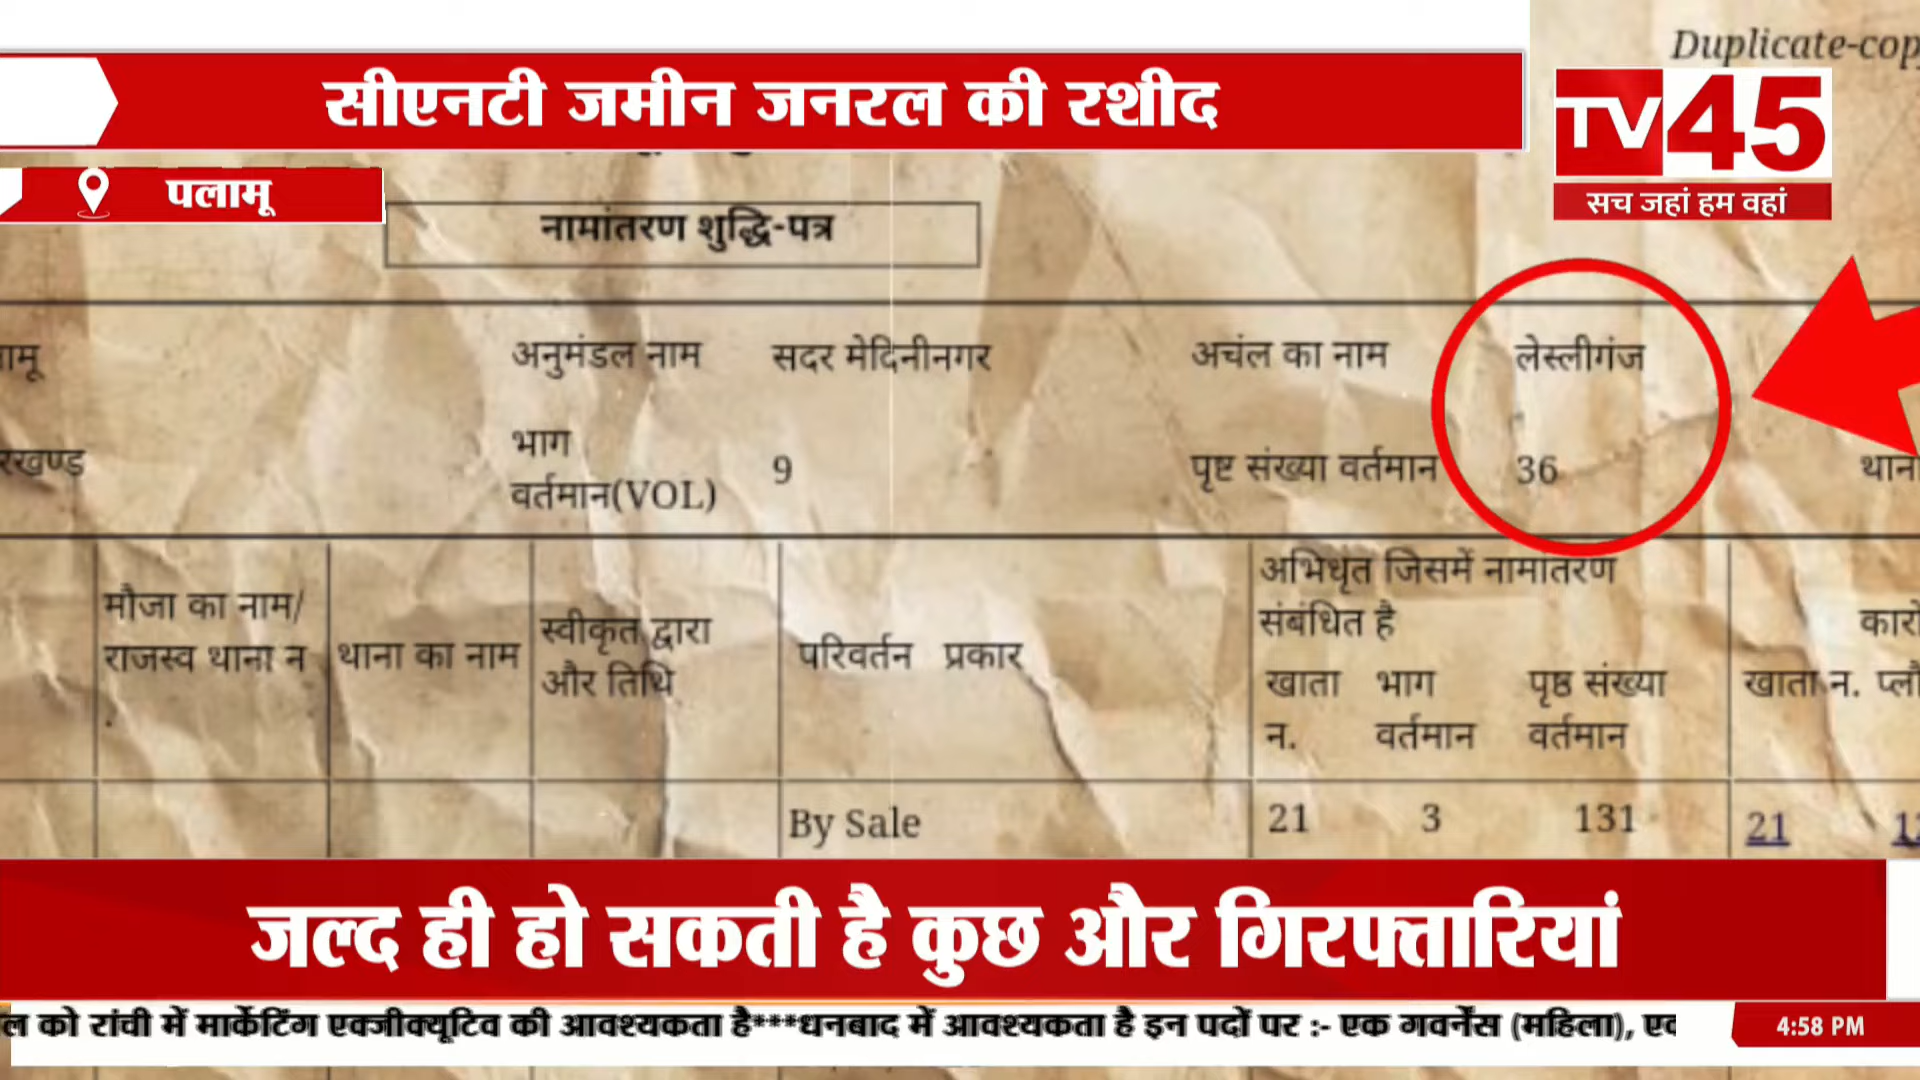 Duplicate-cop
सीएनटी जमीन जनरल की रशीद
TV45
सच जहां हम वहां
पलामू
नामांतरण शुद्धि-पत्र
अनुमंडल नाम सदर मेदिनीनगर अचंल का नाम लेस्लीगंज
भाग वर्तमान(VOL) 9 पृष्ट संख्या वर्तमान 36
मौजा का नाम/ राजस्व थाना न . थाना का नाम स्वीकृत द्वारा और तिथि परिवर्तन प्रकार
अभिधृत जिसमें नामांतरण
संबंधित है
खाता न. भाग वर्तमान पृष्ठ संख्या वर्तमान खाता न.
By Sale 21 3 131 21
जल्द ही हो सकती है कुछ और गिरफ्तारियां
को रांची में मार्केटिंग एक्जीक्यूटिव की आवश्यकता है***धनबाद में आवश्यकता है इन पदों पर :- एक गवर्नेस (महिला),
4:58 PM